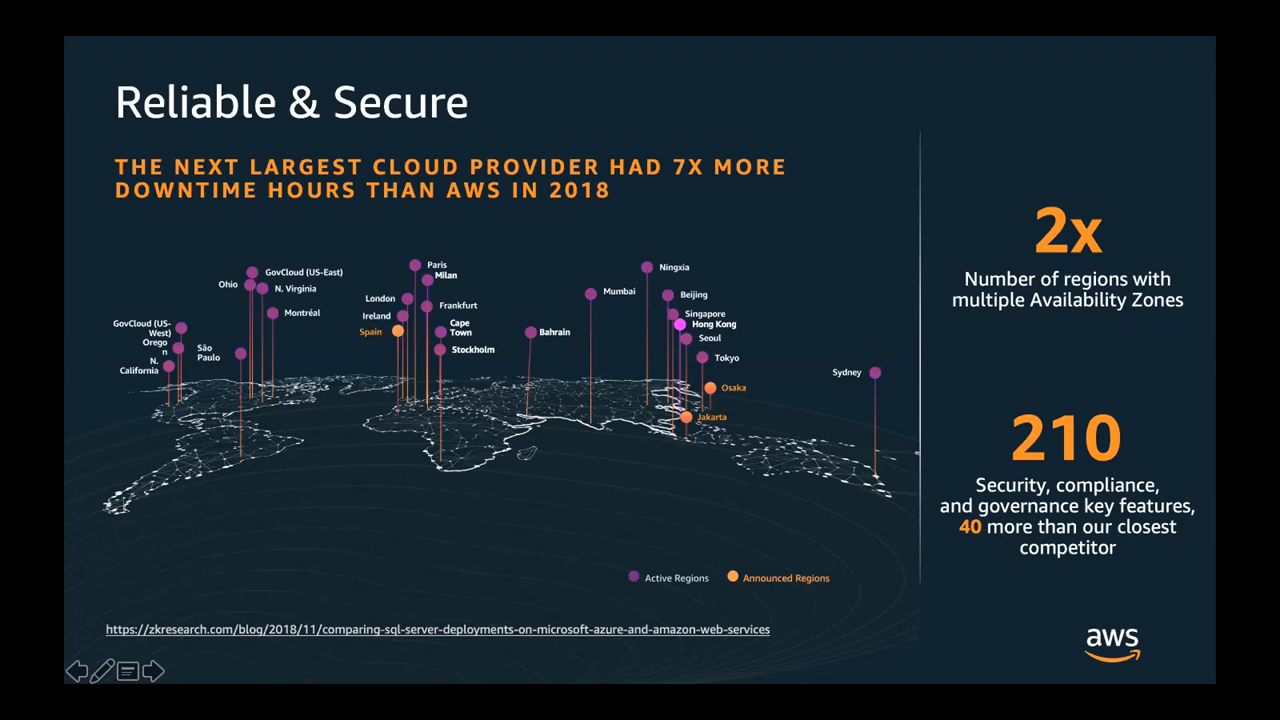 Reliable & Secure
THE NEXT LARGEST CLOUD PROVIDER HAD 7X MORE
DOWNTIME HOURS THAN AWS IN 2018
GovCloud (US-East)
Ohio
N. Virginia
Montréal
GovCloud (US-
West)
Orego
n
N.
California
São
Paulo
Paris
Milan
London
Frankfurt
Ireland
Spain
Cape
Town
Stockholm
Bahrain
Mumbai
Ningxia
Beijing
Singapore
Hong Kong
Seoul
Tokyo
Osaka
Jakarta
Sydney
Active Regions
Announced Regions
https://zkresearch.com/blog/2018/11/comparing-sql-server-deployments-on-microsoft-azure-and-amazon-web-services
2x
Number of regions with
multiple Availability Zones
210
Security, compliance,
and governance key features,
40 more than our closest
competitor
aws